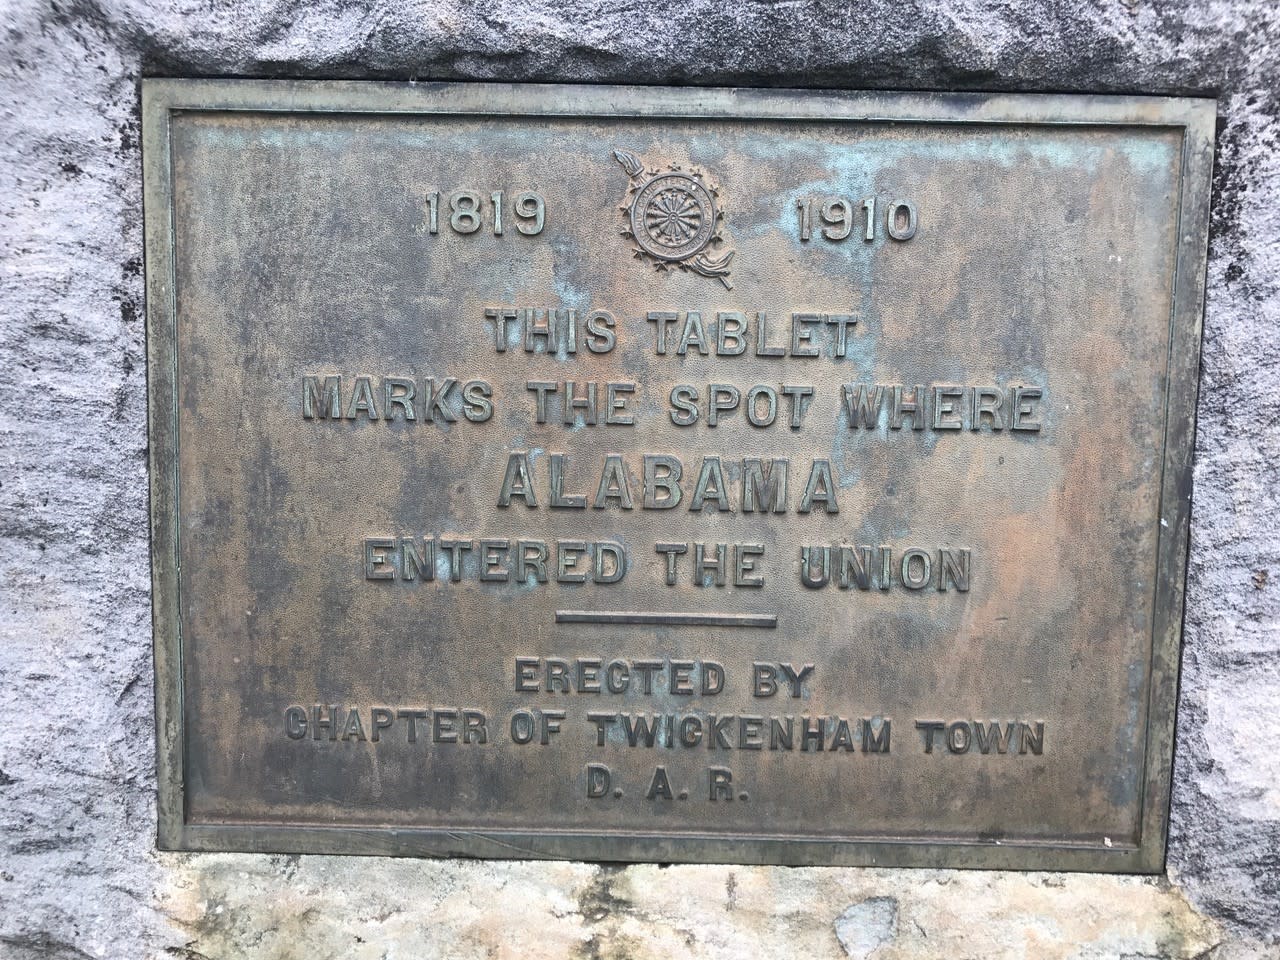 1819 1910
THIS TABLET
MARKS THE SPOT WHERE
ALABAMA
ENTERED THE UNION
ERECTED BY
CHAPTER OF TWICKENHAM TOWN
D. A. R.